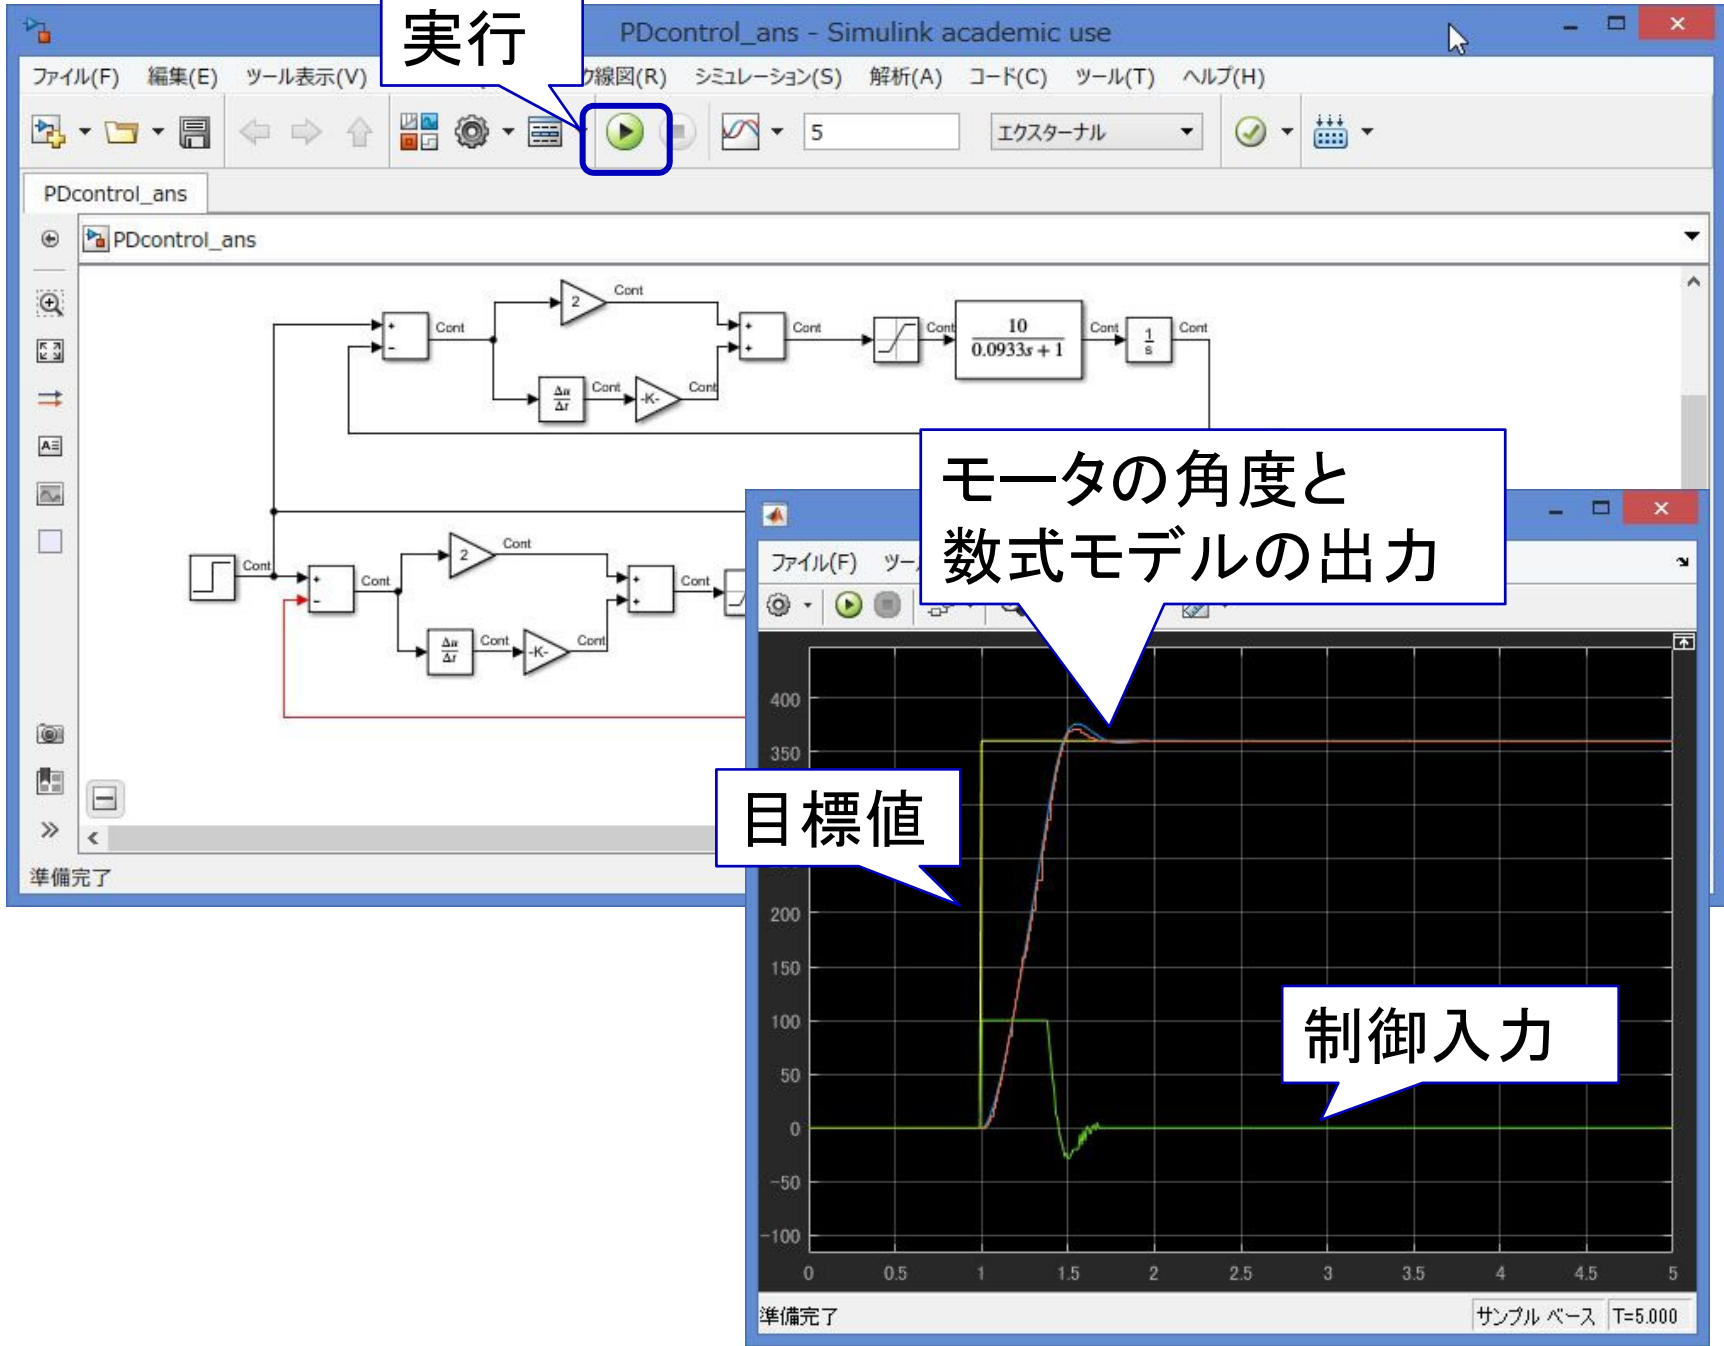 実行
PDcontrol_ans - Simulink academic use
ファイル(F) 編集(E) ツール表示(V) ク線図(R) シミュレーション(S) 解析(A) コード(C) ツール(T) ヘルプ(H)
5 エクスターナル
PDcontrol_ans
PDcontrol_ans
2 Cont
+ - Cont
+ + Cont
Cont
10
0.0933s + 1
Cont
1
s
Cont
Δu
Δt
Cont -K- Cont
モータの角度と
数式モデルの出力
Cont
+ - Cont
2 Cont
+ + Cont
Δu
Δt
Cont -K- Cont
準備完了
ファイル(F) ツー
目標値
制御入力
400
350
200
150
100
50
0
-50
-100
0 0.5 1 1.5 2 2.5 3 3.5 4 4.5 5
準備完了 サンプル ベース T=5.000